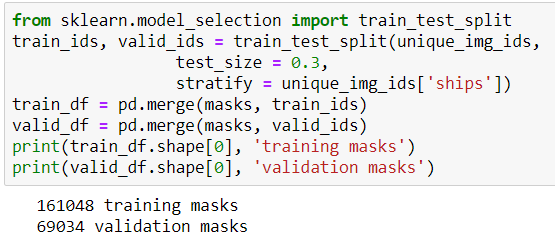 from sklearn.model_selection import train_test_split
train_ids, valid_ids = train_test_split(unique_img_ids,
test_size = 0.3,
stratify = unique_img_ids['ships'])
train_df = pd.merge(masks, train_ids)
valid_df = pd.merge(masks, valid_ids)
print(train_df.shape[0], 'training masks')
print(valid_df.shape[0], 'validation masks')
161048 training masks
69034 validation masks